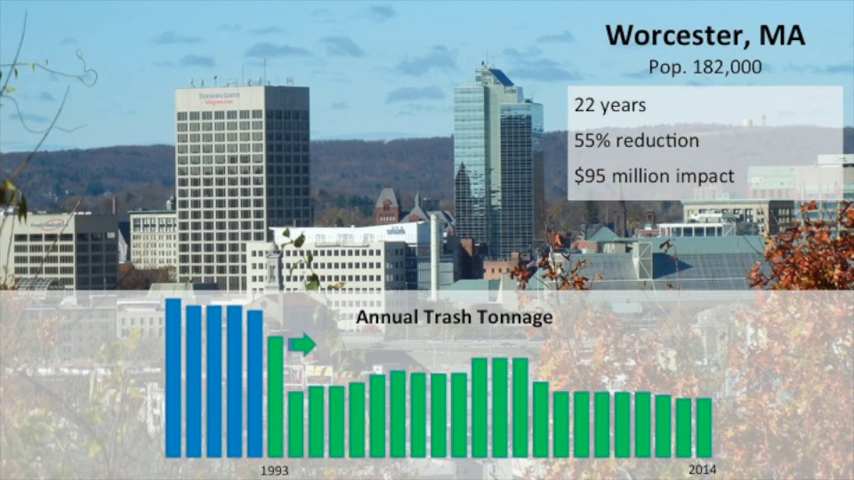 Worcester, MA
Pop. 182,000
22 years
55% reduction
$95 million impact
Annual Trash Tonnage
1993
2014